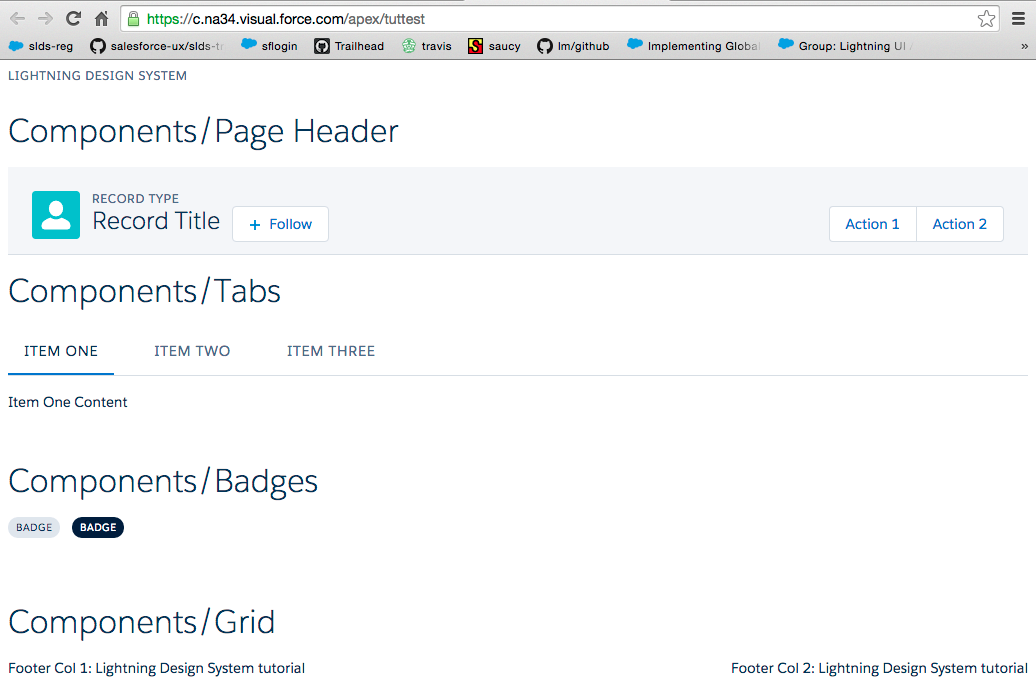 https://c.na34.visual.force.com/apex/tuttest
slds-reg salesforce-ux/slds-tr sflogin Trailhead travis saucy lm/github Implementing Global Group: Lightning UI »
LIGHTNING DESIGN SYSTEM
Components/Page Header
RECORD TYPE
Record Title + Follow Action 1 Action 2
Components/Tabs
ITEM ONE ITEM TWO ITEM THREE
Item One Content
Components/Badges
BADGE BADGE
Components/Grid
Footer Col 1: Lightning Design System tutorial Footer Col 2: Lightning Design System tutorial